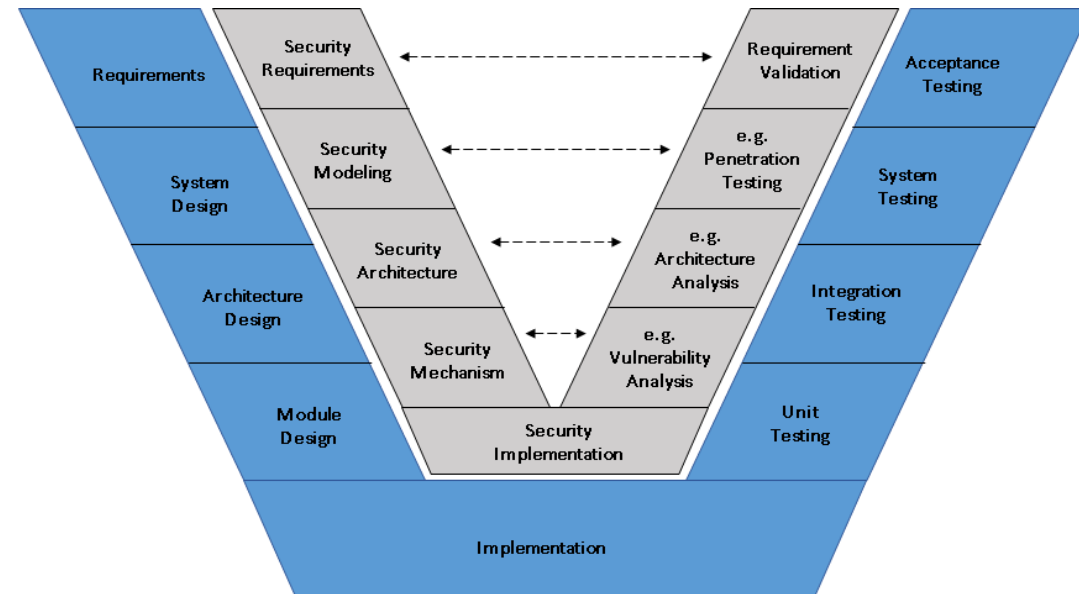 Requirements
Security
Requirements
Requirement
Validation
Acceptance
Testing
System
Design
Security
Modeling
e.g.
Penetration
Testing
System
Testing
Architecture
Design
Security
Architecture
e.g.
Architecture
Analysis
Integration
Testing
Module
Design
Security
Mechanism
e.g.
Vulnerability
Analysis
Unit
Testing
Security
Implementation
Implementation